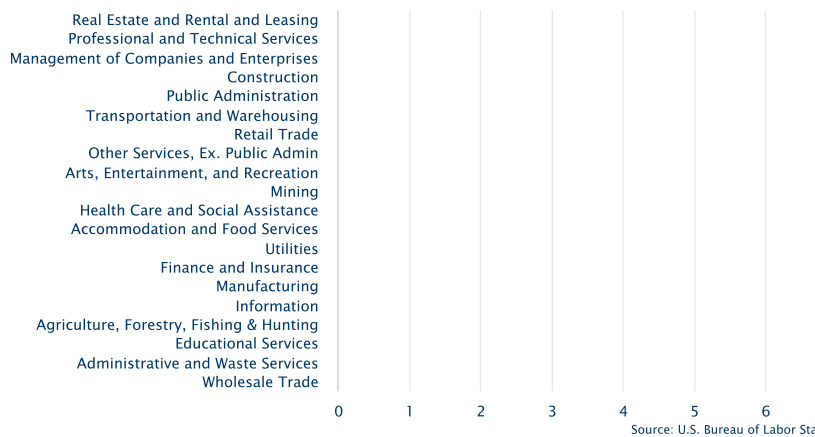 Real Estate and Rental and Leasing
Professional and Technical Services
Management of Companies and Enterprises
Construction
Public Administration
Transportation and Warehousing
Retail Trade
Other Services, Ex. Public Admin
Arts, Entertainment, and Recreation
Mining
Health Care and Social Assistance
Accommodation and Food Services
Utilities
Finance and Insurance
Manufacturing
Information
Agriculture, Forestry, Fishing & Hunting
Educational Services
Administrative and Waste Services
Wholesale Trade
0 1 2 3 4 5 6
Source: U.S. Bureau of Labor Sta